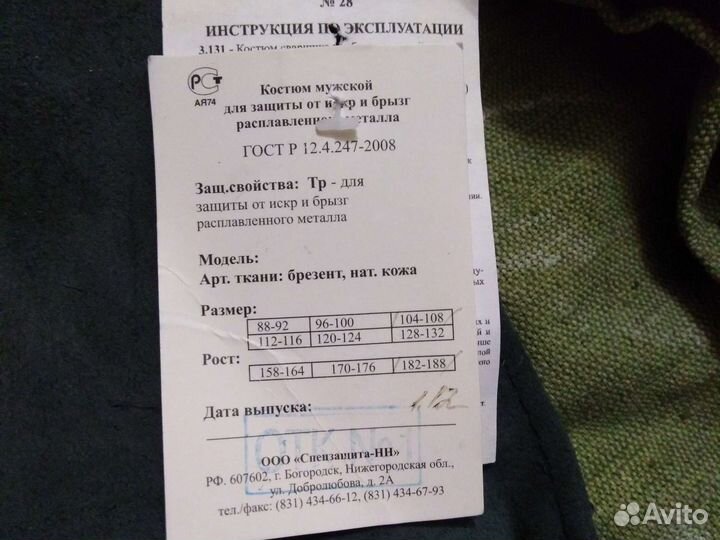 № 28
ИНСТРУКЦИЯ ПО ЭКСПЛУАТАЦИИ
3.131 - Костюм
РСТ
АЯ74
Костюм мужской
для защиты от искр и брызг
расплавленного металла
ГОСТ Р 12.4.247-2008
Защ.свойства: Тр - для
защиты от искр и брызг
расплавленного металла
Модель:
Арт. ткани: брезент, нат. кожа
Размер:
88-92 96-100 104-108
112-116 120-124 128-132
Рост:
158-164 170-176 182-188
Дата выпуска:
ООО «Спецзащита-НН»
РФ. 607602, г. Богородск, Нижегородская обл.,
ул. Добролюбова, д. 2А
тел./факс: (831) 434-66-12, (831) 434-67-93
Avito